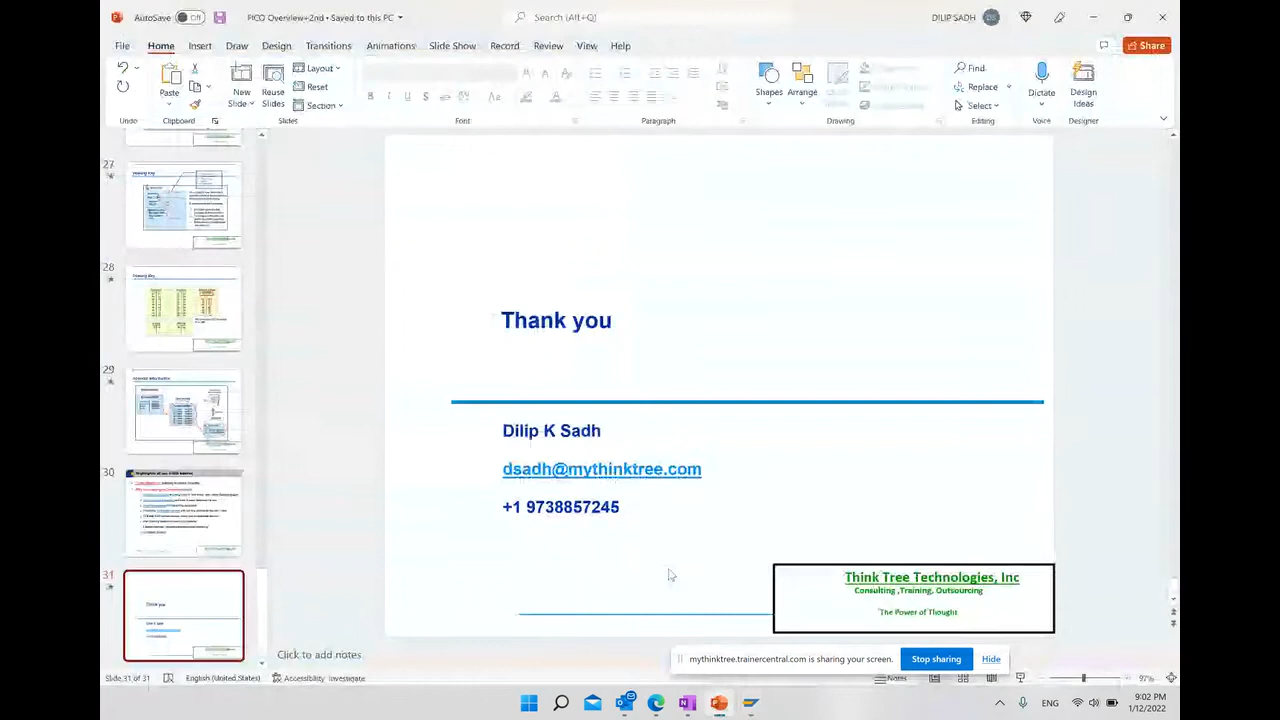 AutoSave Off PICQ Overview+2nd • Saved to this PC Search (Alt+Q) DILIP SADH
File Home Insert Draw Design Transitions Animations Slide Show Record Review View Help Share
Paste New Slide Reuse Slides Layout Reset Section Shapes Arrange Find Replace Select Dictate Design Ideas
Undo Clipboard Slides Font Paragraph Drawing Editing Voice Designer
27
28
29
30
31
Thank you
Dilip K Sadh
dsadh@mythinktree.com
+1 9738857245
Think Tree Technologies, Inc
Consulting ,Training, Outsourcing
"The Power of Thought
Click to add notes
mythinktree.trainercentral.com is sharing your screen. Stop sharing Hide
Slide 31 of 31 English (United States) Accessibility: Investigate Notes 97%
ENG 9:02 PM
1/12/2022